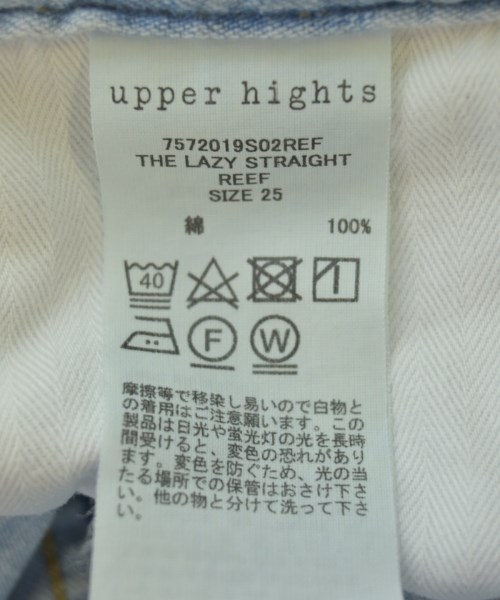 upper hights
7572019S02REF
THE LAZY STRAIGHT
REEF
SIZE 25
綿 100%
40
F W
摩擦等で移染し易いので白物と
の着用はご注意願います。この
製品は日光や蛍光灯の光を長時
間受けると、変色の恐れがあり
ます。変色を防ぐため、光の当
たる場所での保管はおさけ下さ
い。他の物と分けて洗って下さ
い。